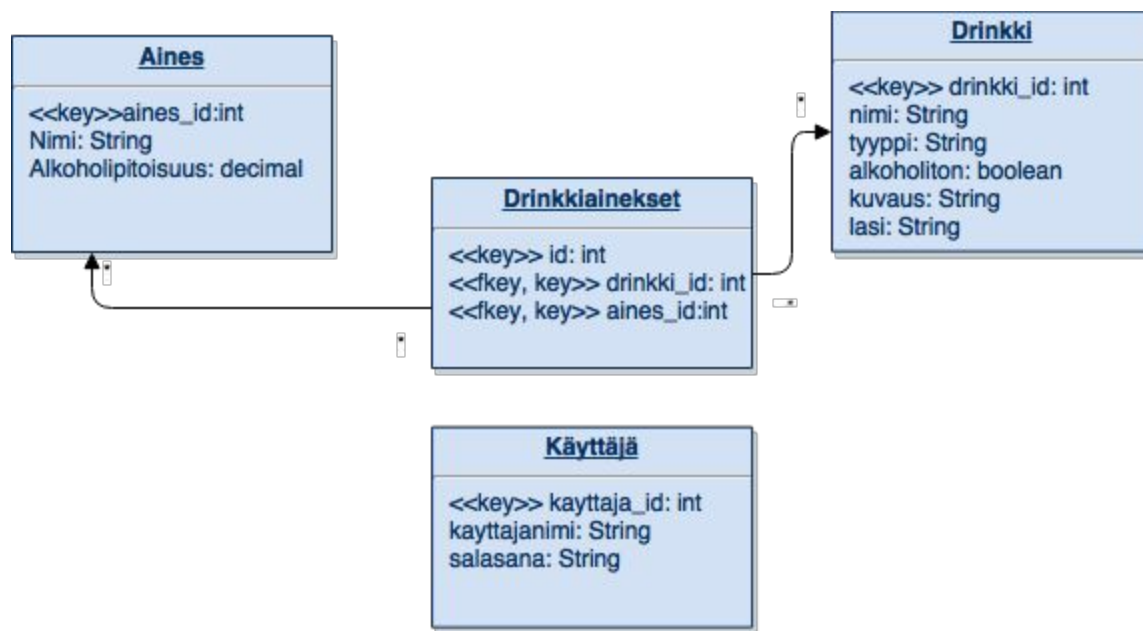 Aines
<<key>>aines_id:int
Nimi: String
Alkoholipitoisuus: decimal
*
*
Drinkkiainekset
<<key>> id: int
<<fkey, key>> drinkki_id: int
<<fkey, key>> aines_id:int
*
*
Drinkki
<<key>> drinkki_id: int
nimi: String
tyyppi: String
alkoholiton: boolean
kuvaus: String
lasi: String
Käyttäjä
<<key>> kayttaja_id: int
kayttajanimi: String
salasana: String